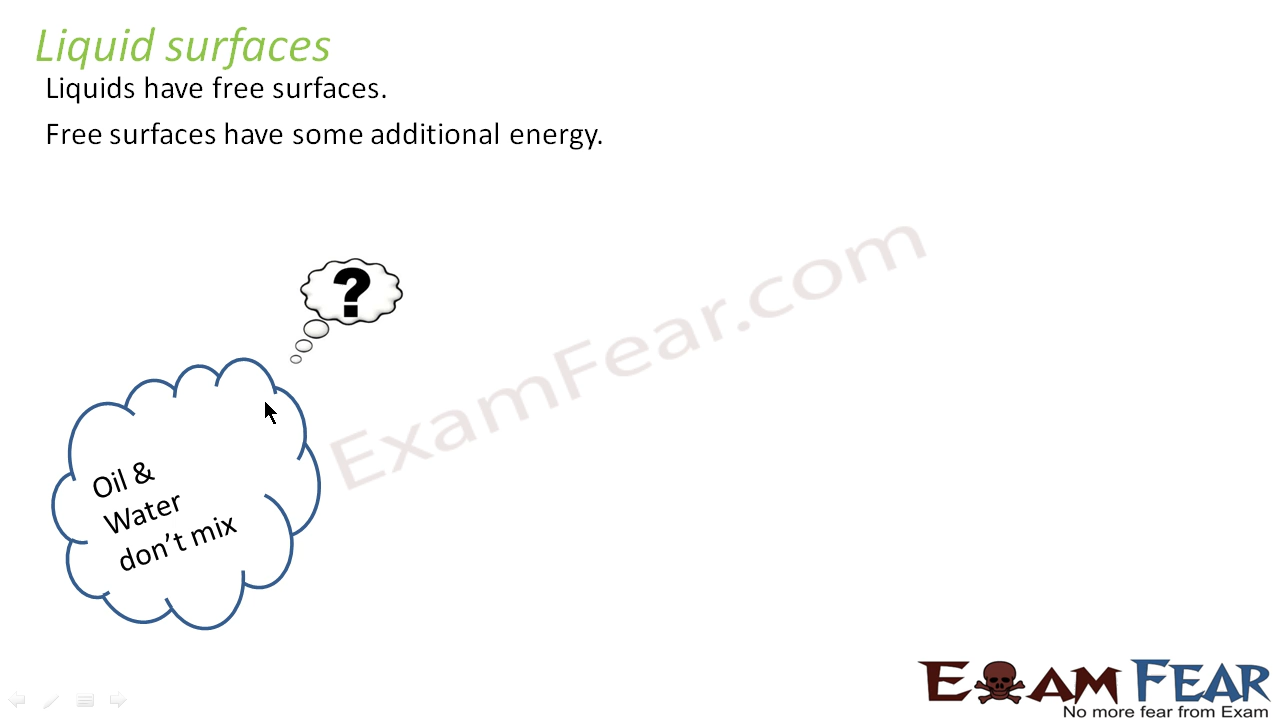 Liquid surfaces
Liquids have free surfaces.
Free surfaces have some additional energy.
?
ExamFear.com
Oil &
Water
don’t mix
EXAM FEAR
No more fear from Exam